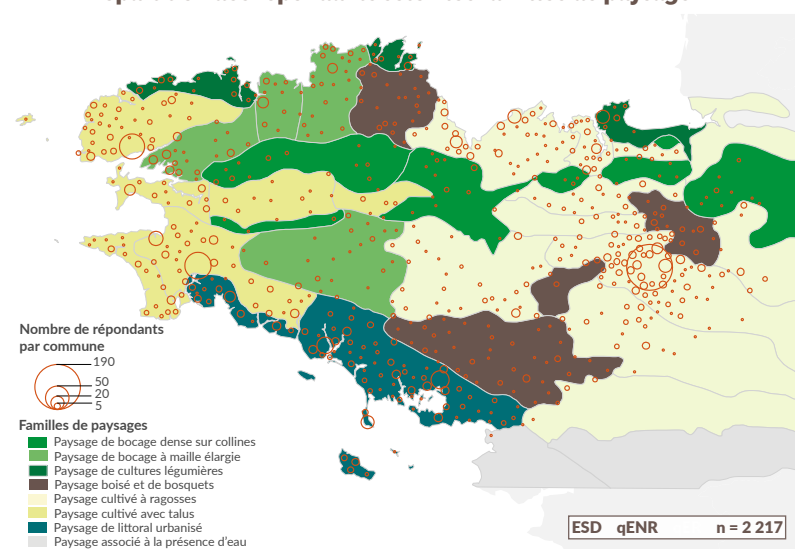 Nombre de répondants
par commune
190
50
20
5
Familles de paysages
Paysage de bocage dense sur collines
Paysage de bocage à maille élargie
Paysage de cultures légumières
Paysage boisé et de bosquets
Paysage cultivé à ragosses
Paysage cultivé avec talus
Paysage de littoral urbanisé
Paysage associé à la présence d'eau
ESD qENR n = 2 217